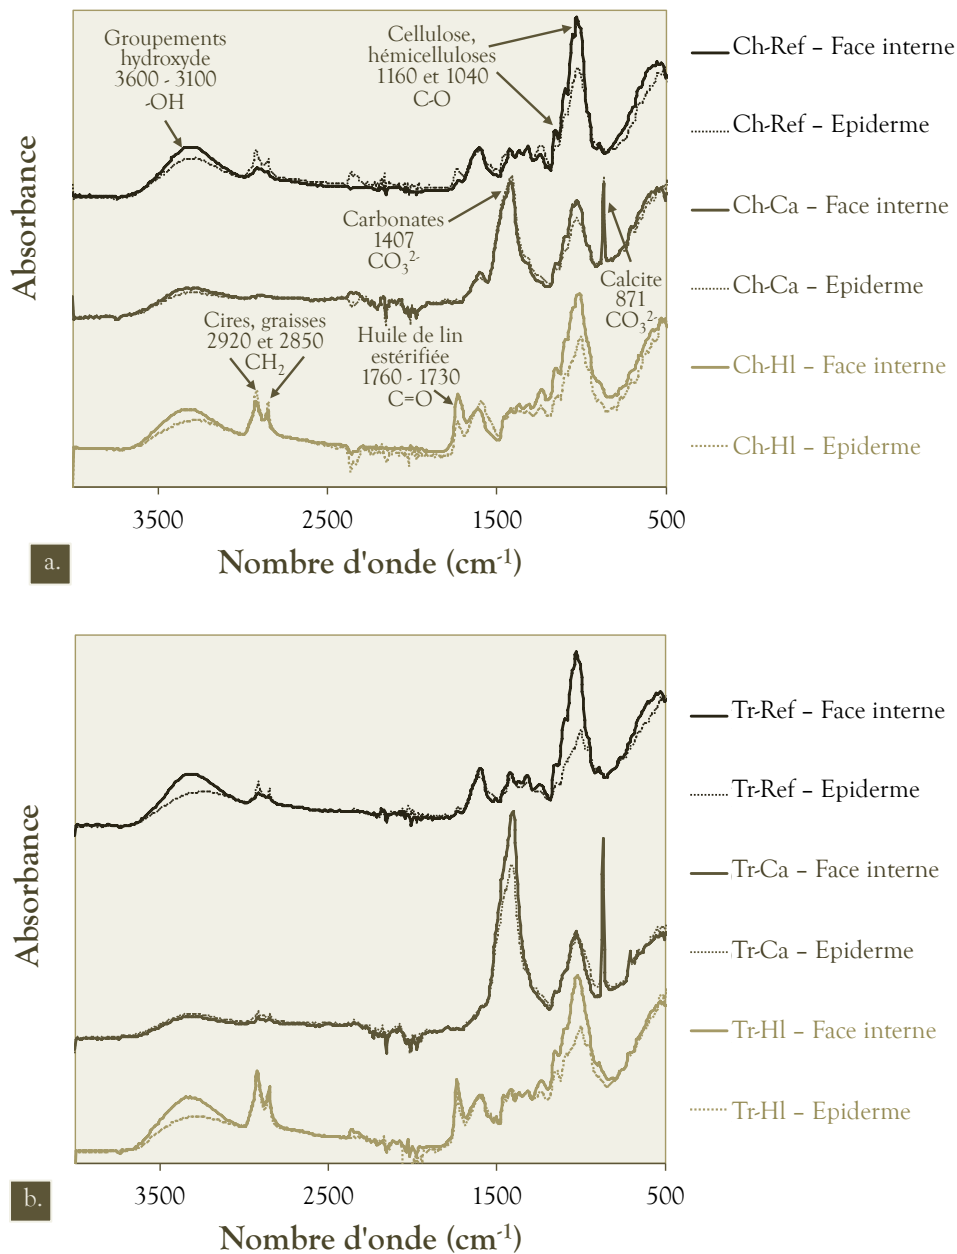 Groupements
hydroxyde
3600 - 3100
-OH
Cellulose,
hémicelluloses
1160 et 1040
C-O
Carbonates
1407
CO₃²⁻
Calcite
871
CO₃²⁻
Cires, graisses
2920 et 2850
CH₂
Huile de lin
estérifiée
1760 - 1730
C=O
Absorbance
3500
2500
1500
500
Nombre d'onde (cm⁻¹)
a.
Ch-Ref – Face interne
Ch-Ref – Epiderme
Ch-Ca – Face interne
Ch-Ca – Epiderme
Ch-Hl – Face interne
Ch-Hl – Epiderme
Absorbance
3500
2500
1500
500
Nombre d'onde (cm⁻¹)
b.
Tr-Ref – Face interne
Tr-Ref – Epiderme
Tr-Ca – Face interne
Tr-Ca – Epiderme
Tr-Hl – Face interne
Tr-Hl – Epiderme